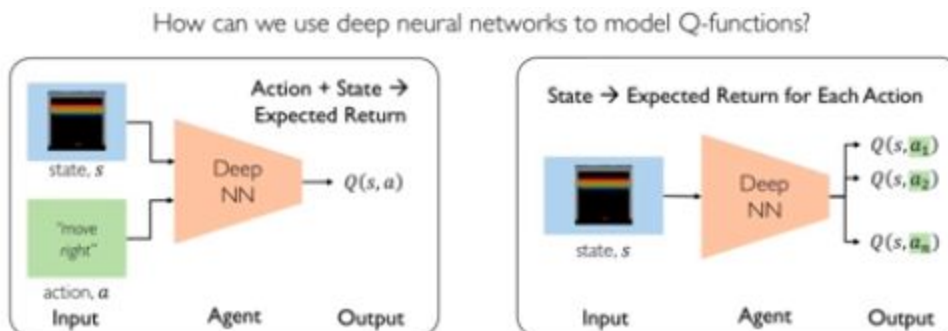 How can we use deep neural networks to model Q-functions?
Action + State →
Expected Return
state, s
"move
right"
action, a
Deep
NN
Q(s, a)
Input
Agent
Output
State → Expected Return for Each Action
state, s
Deep
NN
Q(s, a₁)
Q(s, a₂)
Q(s, aₙ)
Input
Agent
Output